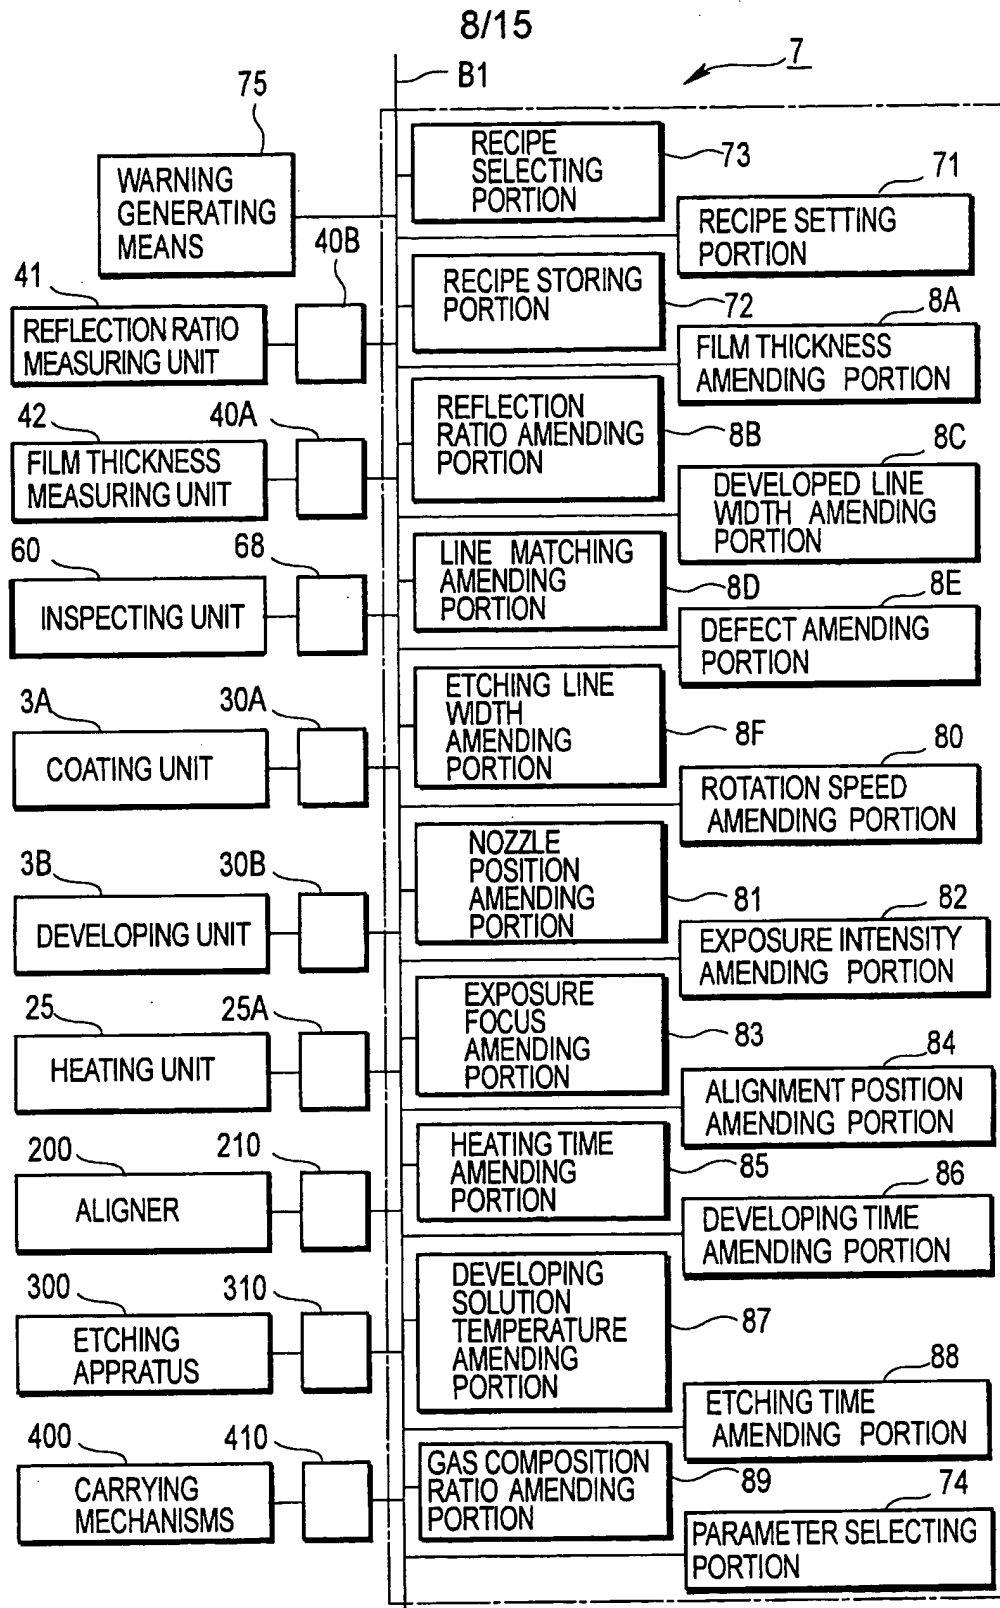 8/15
B1
7
75
WARNING
GENERATING
MEANS
RECIPE
SELECTING
PORTION
73
71
RECIPE SETTING
PORTION
40B
41
REFLECTION RATIO
MEASURING UNIT
RECIPE STORING
PORTION
72
8A
FILM THICKNESS
AMENDING PORTION
42
40A
FILM THICKNESS
MEASURING UNIT
REFLECTION
RATIO AMENDING
PORTION
8B
8C
DEVELOPED LINE
WIDTH AMENDING
PORTION
60
68
INSPECTING UNIT
LINE MATCHING
AMENDING
PORTION
8D
8E
DEFECT AMENDING
PORTION
3A
30A
COATING UNIT
ETCHING LINE
WIDTH
AMENDING
PORTION
8F
80
ROTATION SPEED
AMENDING PORTION
3B
30B
DEVELOPING UNIT
NOZZLE
POSITION
AMENDING
PORTION
81
82
EXPOSURE INTENSITY
AMENDING PORTION
25
25A
HEATING UNIT
EXPOSURE
FOCUS
AMENDING
PORTION
83
84
ALIGNMENT POSITION
AMENDING PORTION
200
210
ALIGNER
HEATING TIME
AMENDING
PORTION
85
86
DEVELOPING TIME
AMENDING PORTION
300
310
ETCHING
APPRATUS
DEVELOPING
SOLUTION
TEMPERATURE
AMENDING
PORTION
87
88
ETCHING TIME
AMENDING PORTION
400
410
CARRYING
MECHANISMS
GAS COMPOSITION
RATIO AMENDING
PORTION
89
74
PARAMETER SELECTING
PORTION